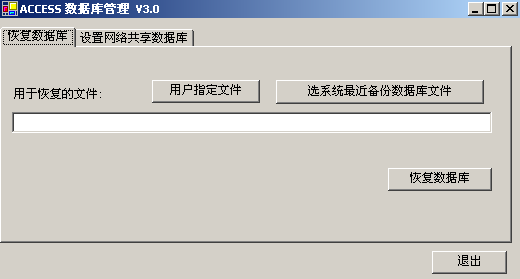 ACCESS 数据库管理 V3.0
恢复数据库 设置网络共享数据库
用于恢复的文件: 用户指定文件 选系统最近备份数据库文件
恢复数据库
退出